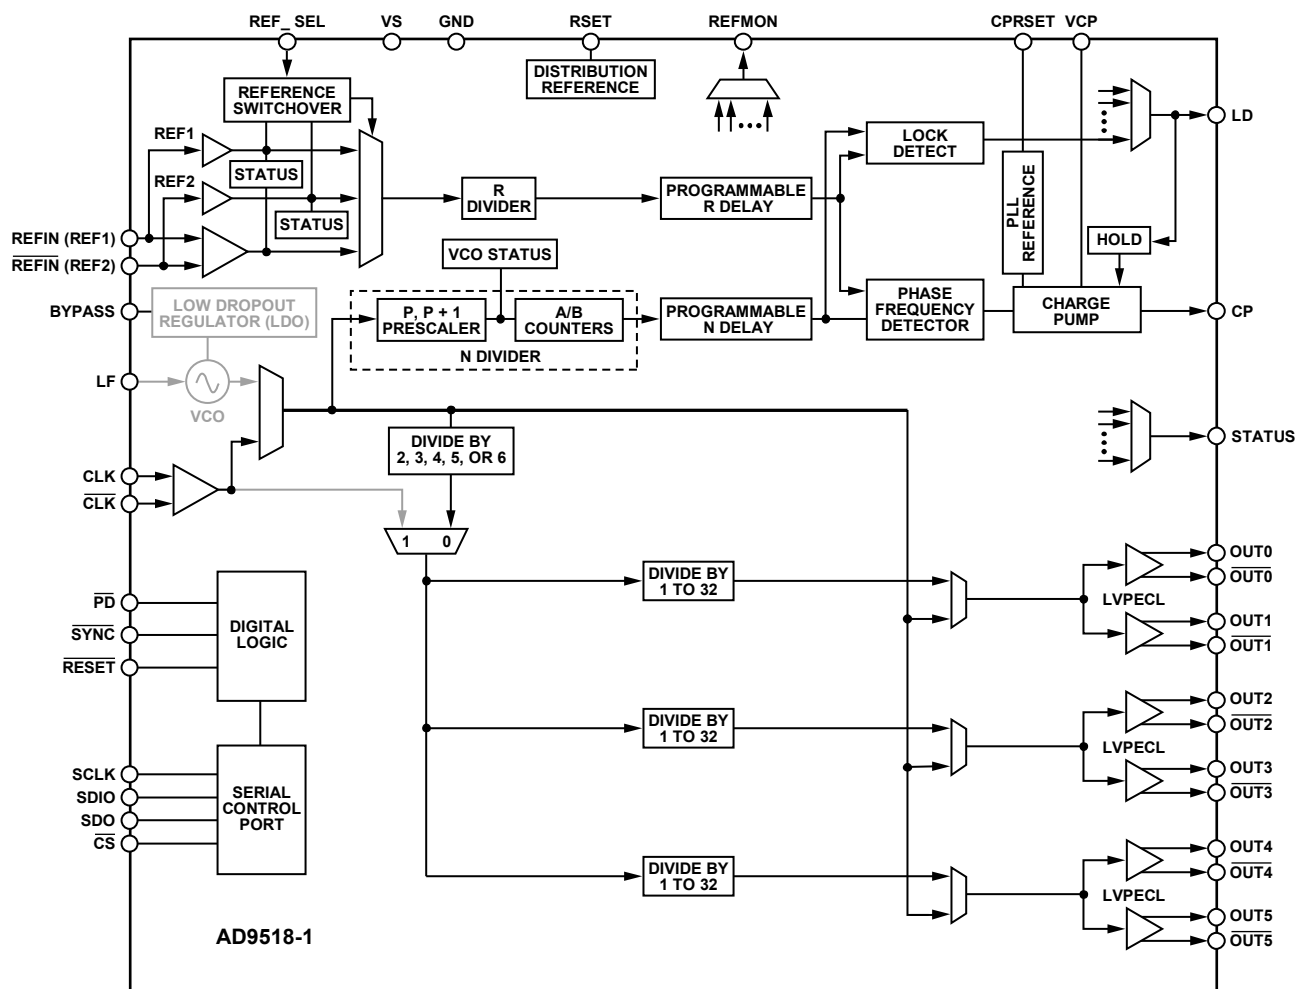 REF_ SEL VS GND RSET REFMON CPRSET VCP
DISTRIBUTION
REFERENCE
REFERENCE
SWITCHOVER
REF1
STATUS
REF2
STATUS
REFIN (REF1)
REFIN (REF2)
R
DIVIDER
PROGRAMMABLE
R DELAY
LOCK
DETECT
LD
PLL
REFERENCE
HOLD
VCO STATUS
BYPASS
LOW DROPOUT
REGULATOR (LDO)
P, P + 1
PRESCALER
A/B
COUNTERS
N DIVIDER
PROGRAMMABLE
N DELAY
PHASE
FREQUENCY
DETECTOR
CHARGE
PUMP
CP
LF
VCO
STATUS
DIVIDE BY
2, 3, 4, 5, OR 6
CLK
CLK
1 0
DIVIDE BY
1 TO 32
LVPECL
OUT0
OUT0
OUT1
OUT1
PD
SYNC
RESET
DIGITAL
LOGIC
DIVIDE BY
1 TO 32
LVPECL
OUT2
OUT2
OUT3
OUT3
SCLK
SDIO
SDO
CS
SERIAL
CONTROL
PORT
DIVIDE BY
1 TO 32
LVPECL
OUT4
OUT4
OUT5
OUT5
AD9518-1